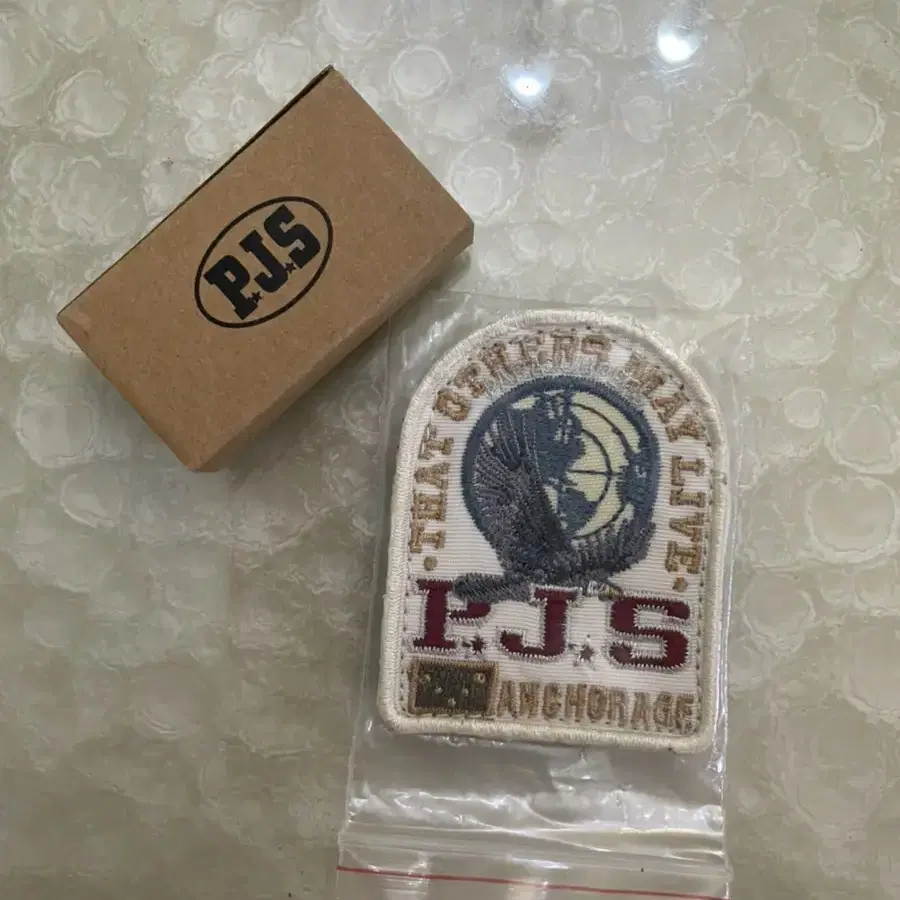 P.J.S
THAT OTHERS MAY LIVE
P.J.S
ANCHORAGE